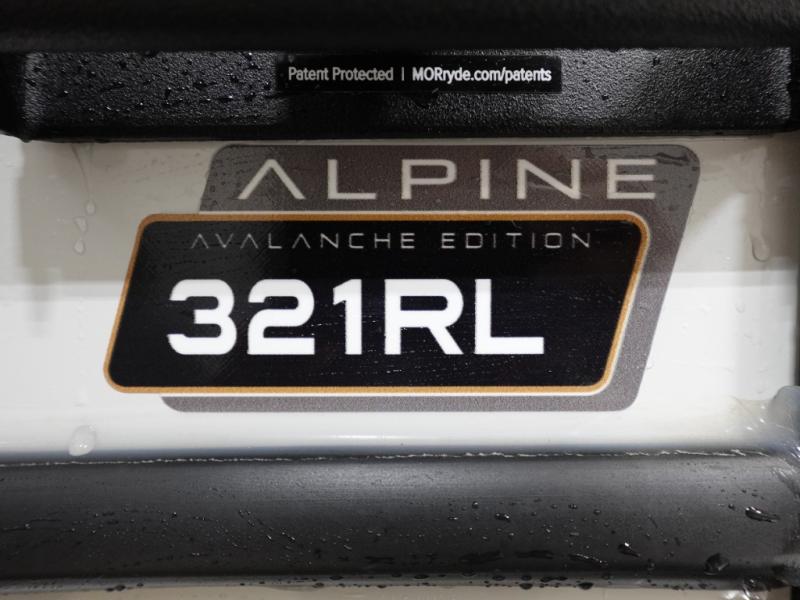 Patent Protected | MORryde.com/patents
ALPINE
AVALANCHE EDITION
321RL